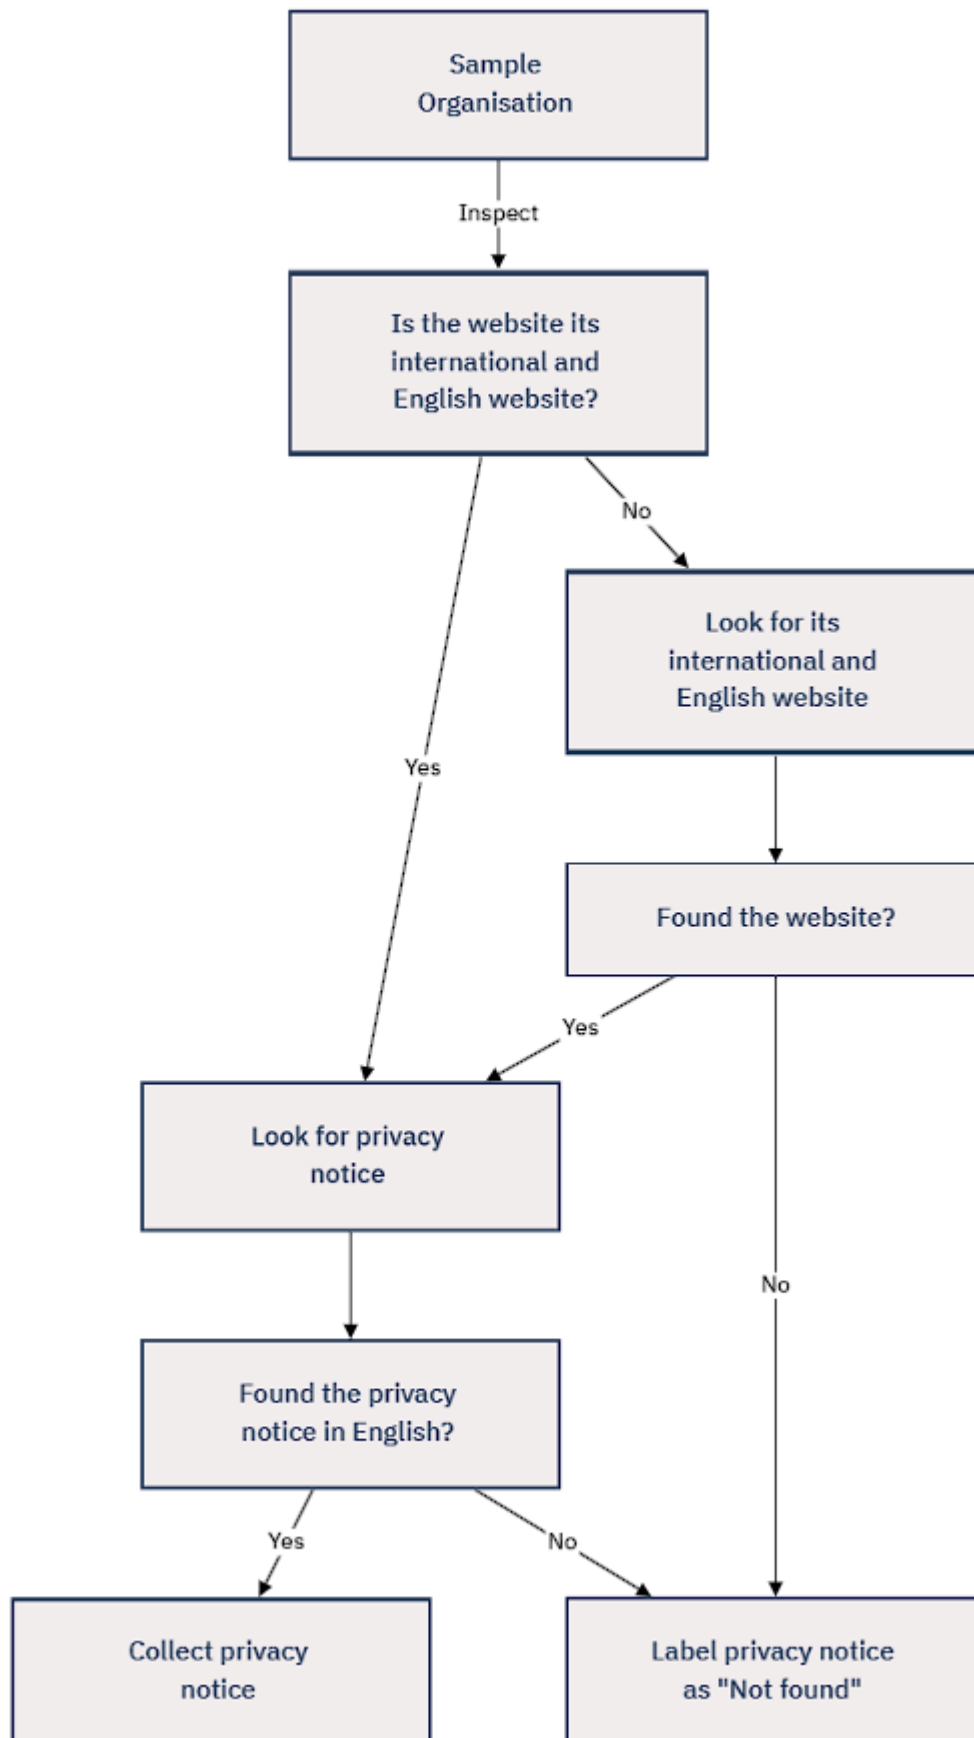 Sample
Organisation
Inspect
Is the website its
international and
English website?
No
Look for its
international and
English website
Yes
Found the website?
Yes
Look for privacy
notice
No
Found the privacy
notice in English?
Yes
No
Collect privacy
notice
Label privacy notice
as "Not found"